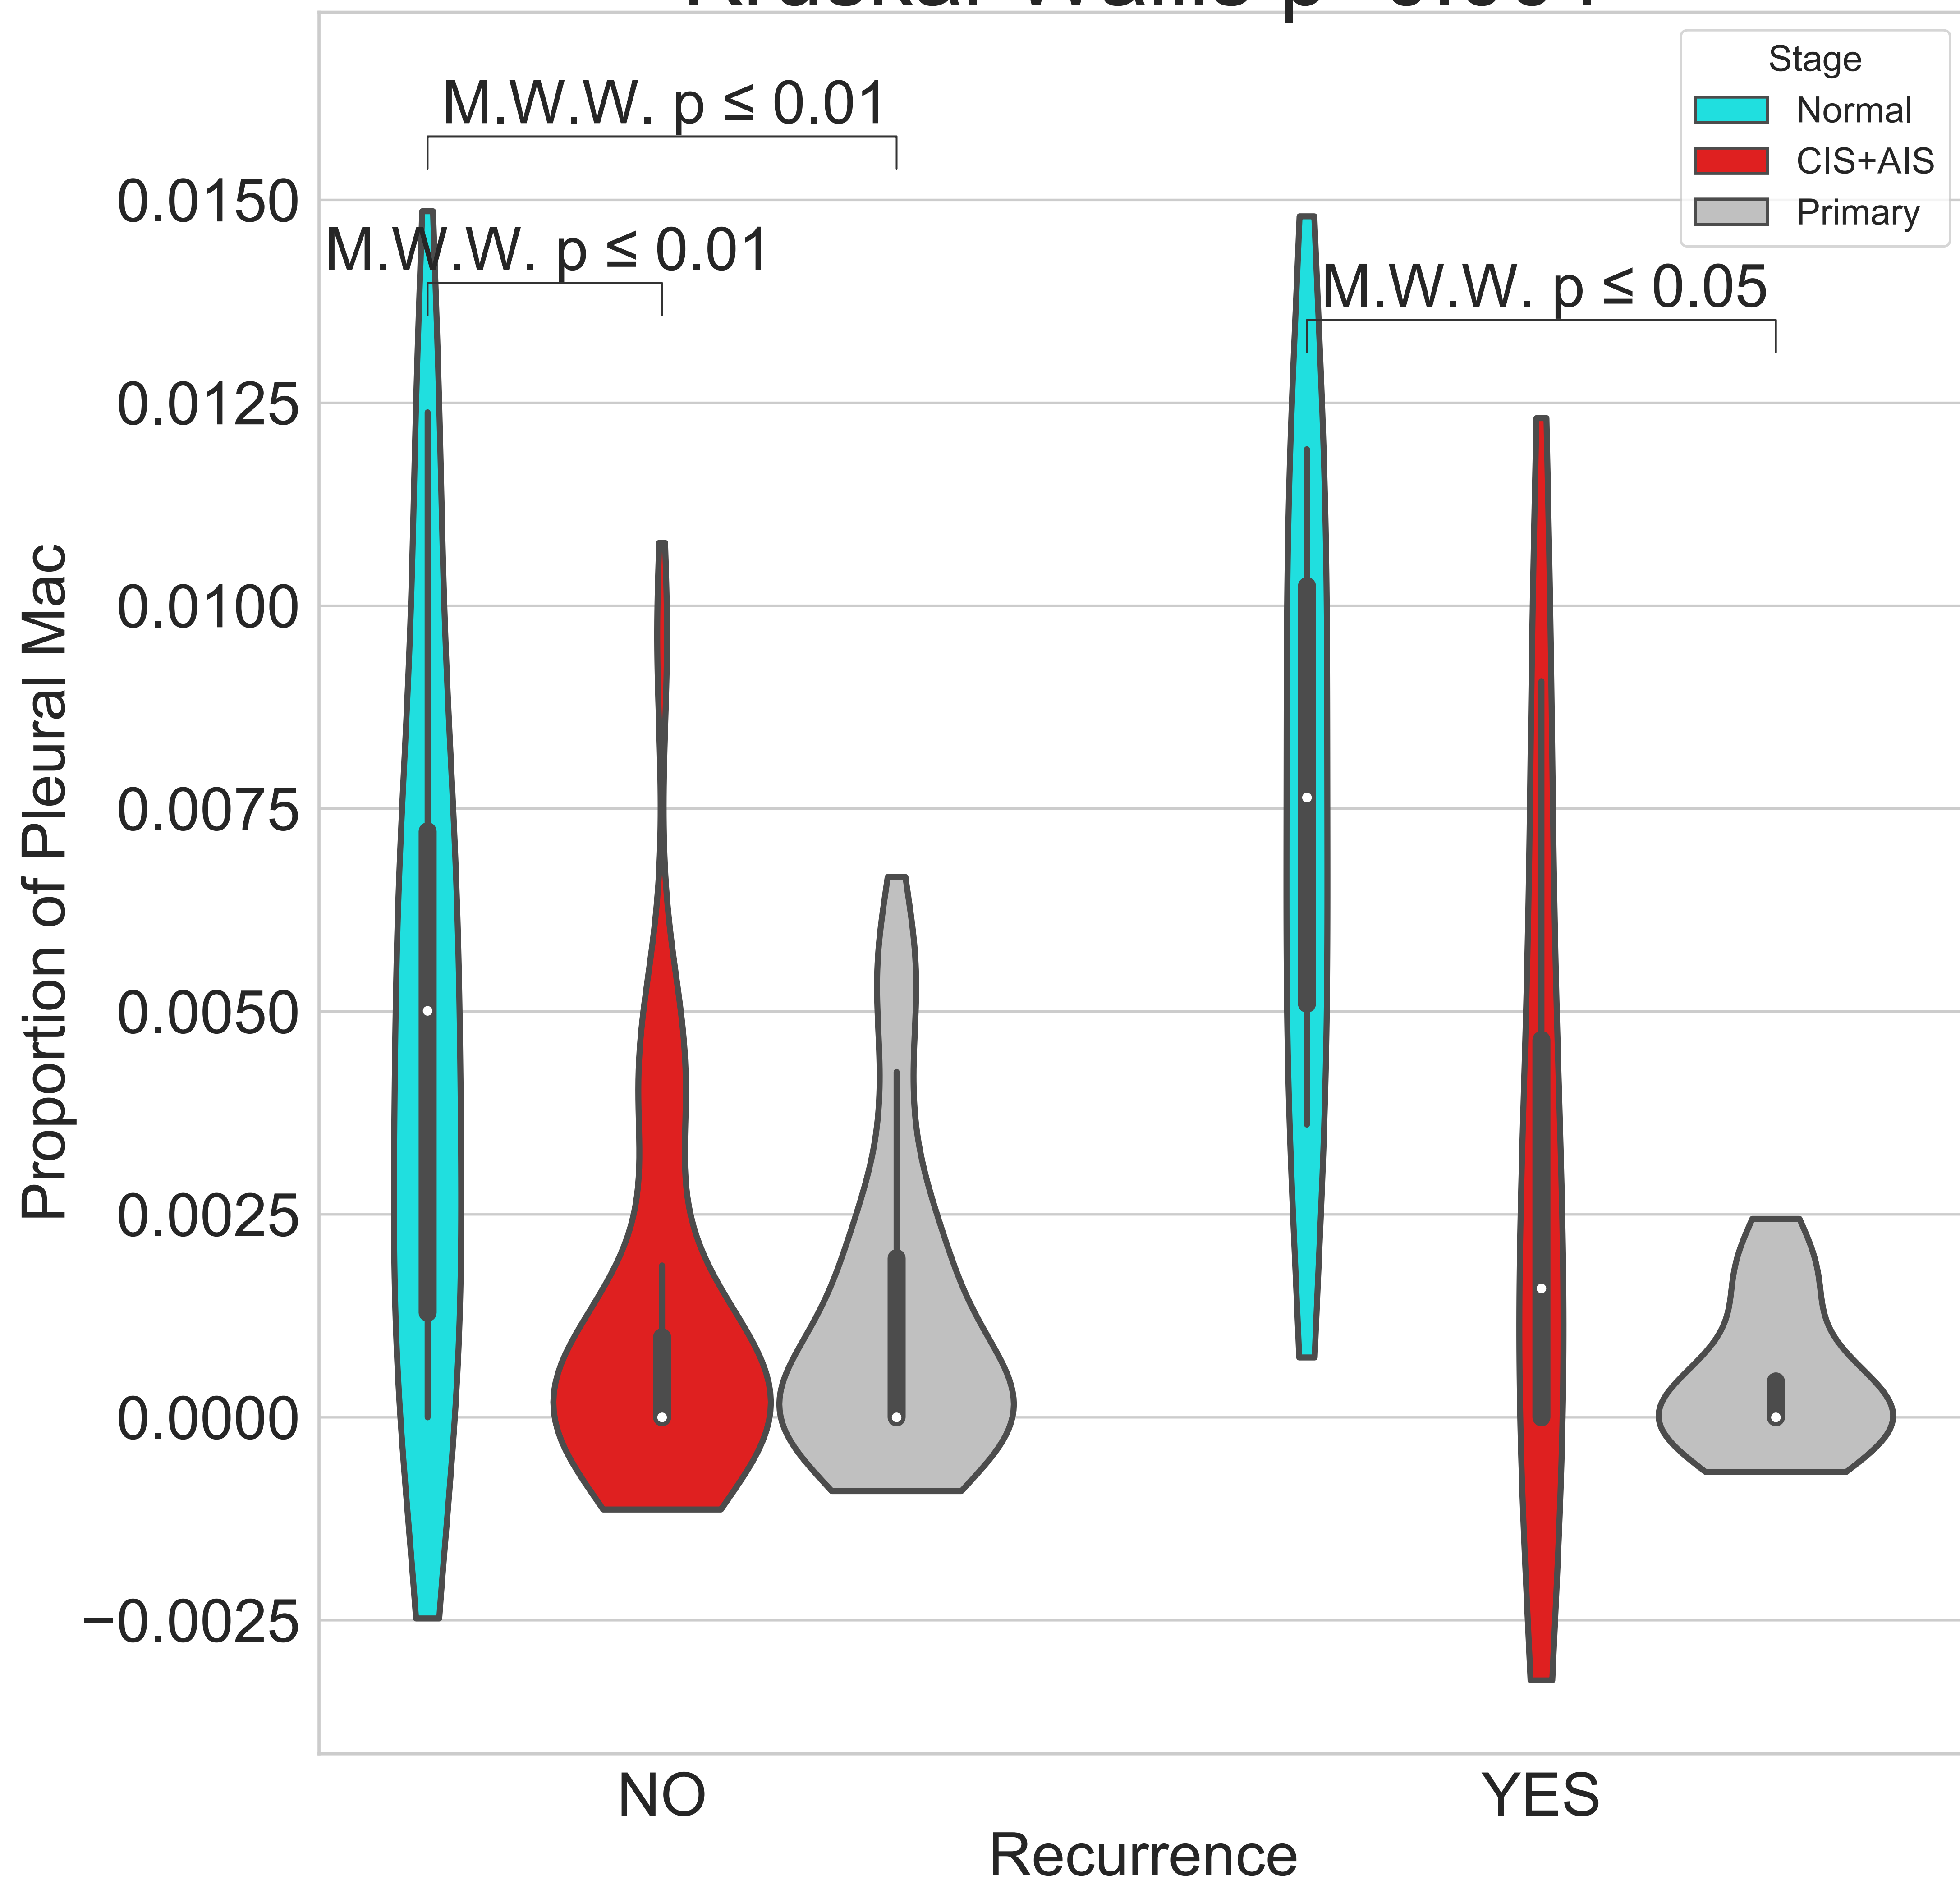 Stage
Normal
CIS+AIS
Primary
M.W.W. p ≤ 0.01
M.W.W. p ≤ 0.01
M.W.W. p ≤ 0.05
Proportion of Pleural Mac
0.0150
0.0125
0.0100
0.0075
0.0050
0.0025
0.0000
−0.0025
NO
YES
Recurrence